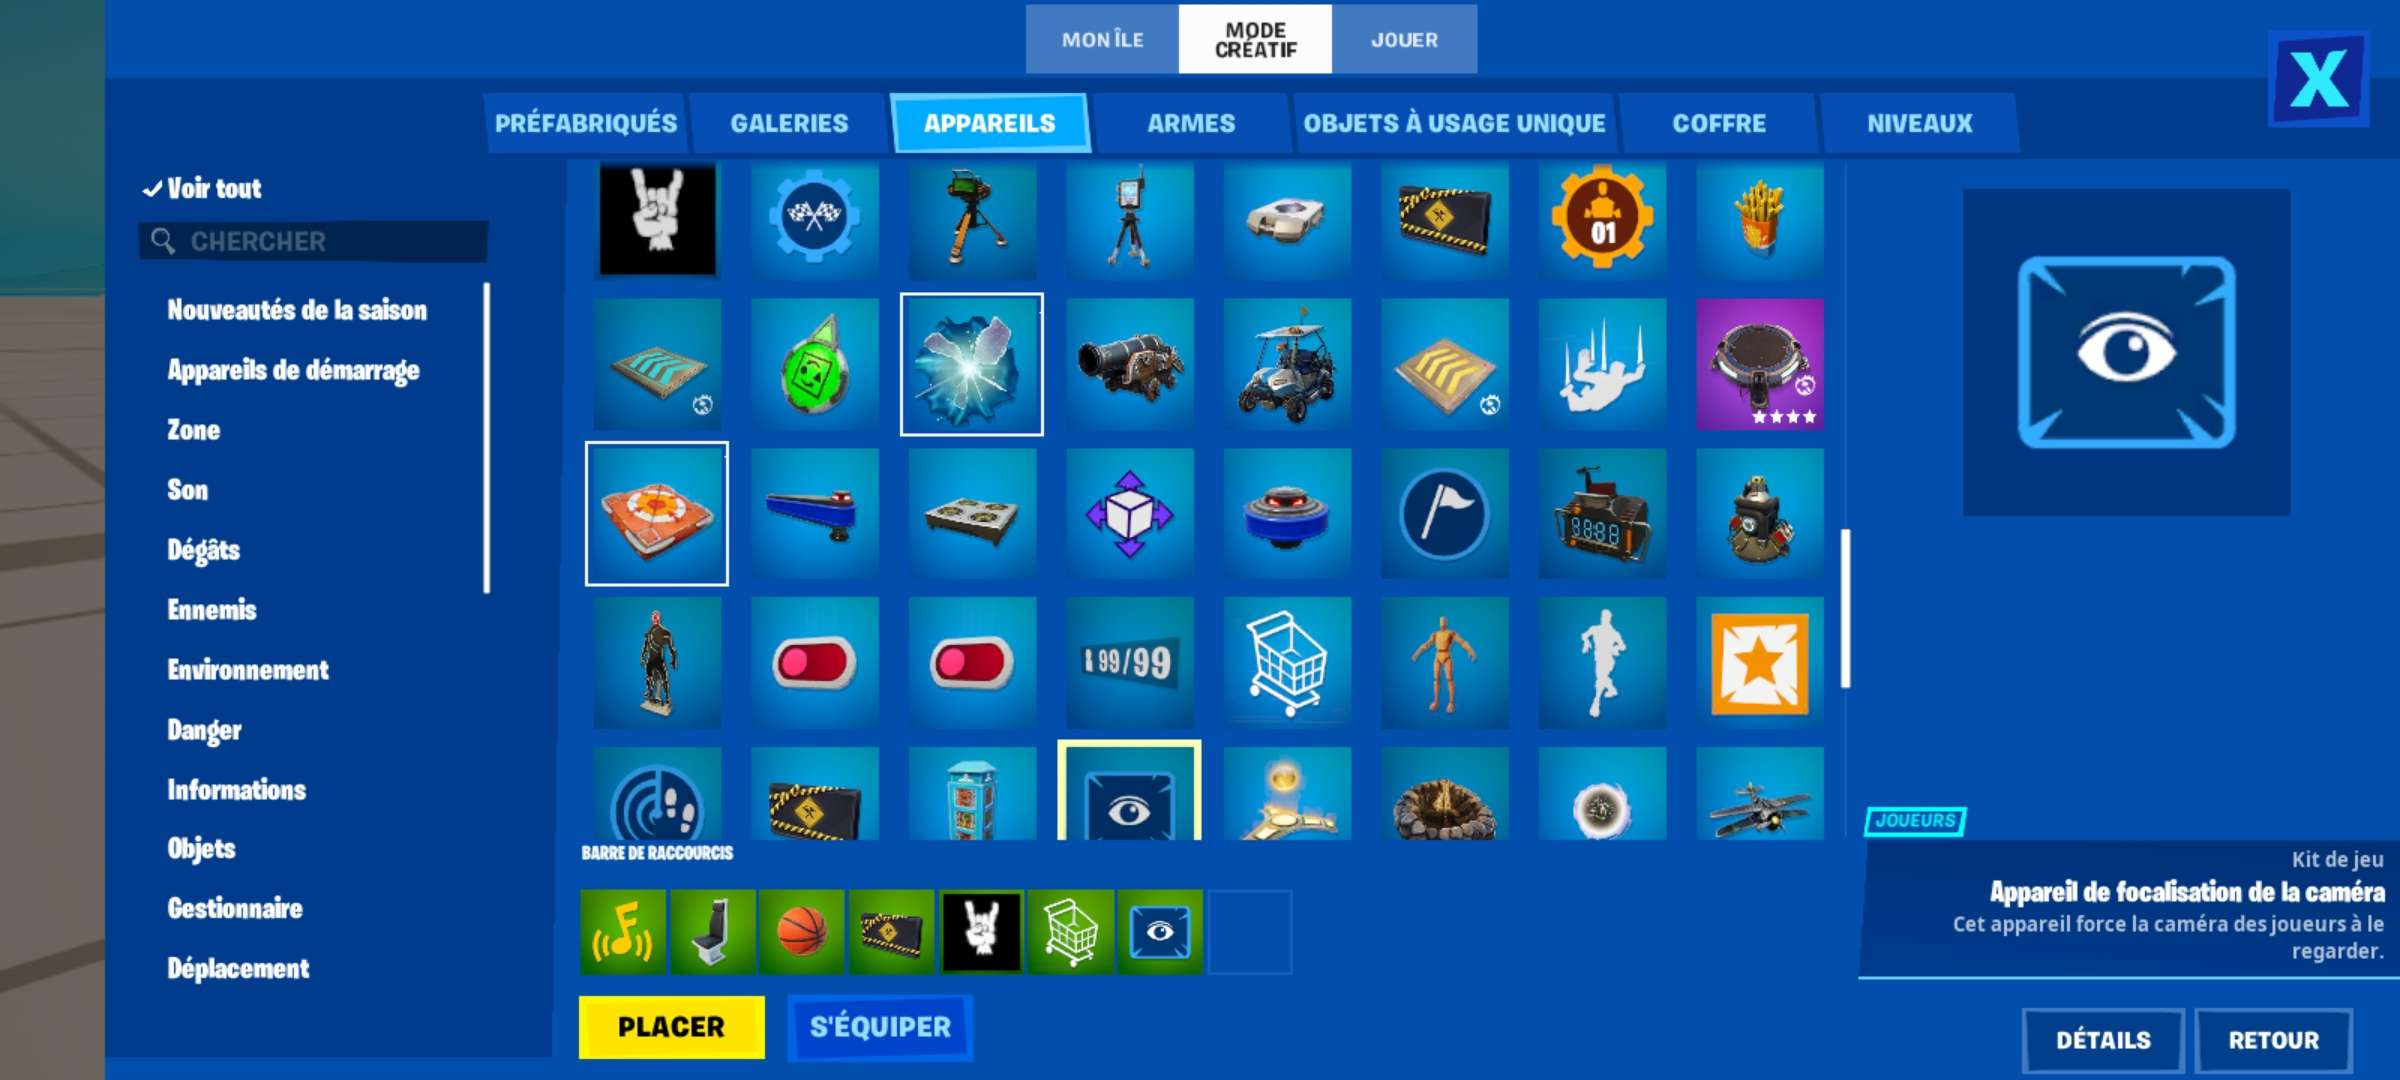 MON ÎLE
MODE
CRÉATIF
JOUER
X
PRÉFABRIQUÉS
GALERIES
APPAREILS
ARMES
OBJETS À USAGE UNIQUE
COFFRE
NIVEAUX
Voir tout
CHERCHER
Nouveautés de la saison
Appareils de démarrage
Zone
Son
Dégâts
Ennemis
Environnement
Danger
Informations
Objets
Gestionnaire
Déplacement
01
88:88
99/99
BARRE DE RACCOURCIS
PLACER
S'ÉQUIPER
JOUEURS
Kit de jeu
Appareil de focalisation de la caméra
Cet appareil force la caméra des joueurs à le
regarder.
DÉTAILS
RETOUR